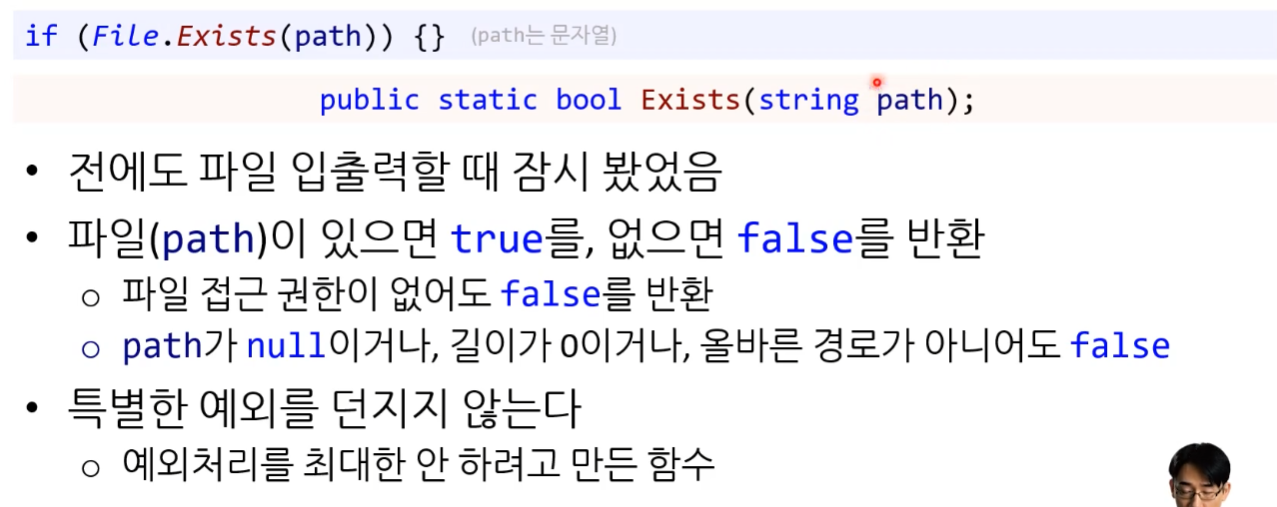 if (File.Exists(path)) {} (path는 문자열)
public static bool Exists(string path);
• 전에도 파일 입출력할 때 잠시 봤었음
• 파일(path)이 있으면 true를, 없으면 false를 반환
○ 파일 접근 권한이 없어도 false를 반환
○ path가 null이거나, 길이가 0이거나, 올바른 경로가 아니어도 false
• 특별한 예외를 던지지 않는다
○ 예외처리를 최대한 안 하려고 만든 함수